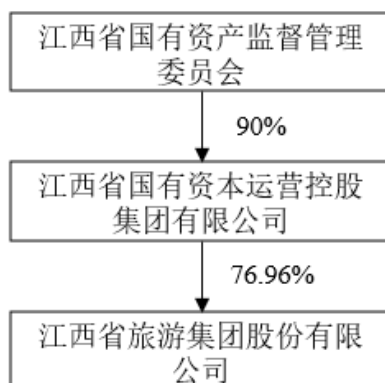 江西省国有资产监督管理
委员会
90%
江西省国有资本运营控股
集团有限公司
76.96%
江西省旅游集团股份有限
公司